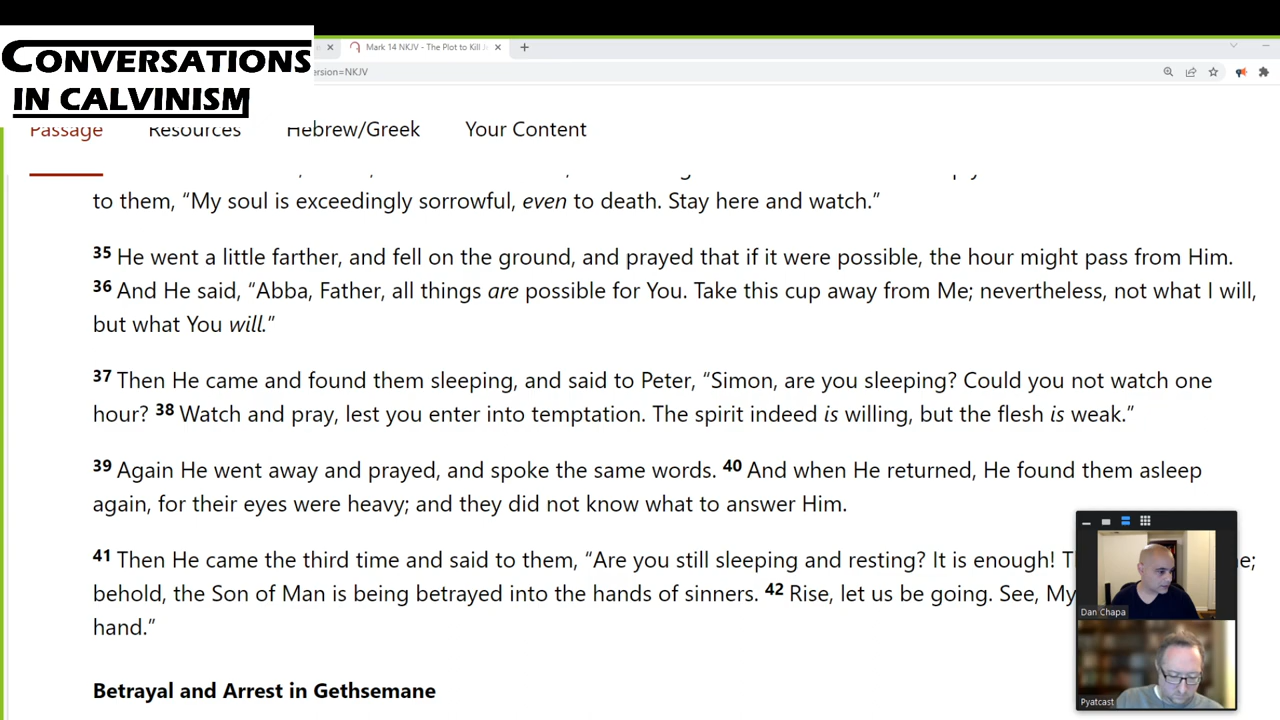 CONVERSATIONS
IN CALVINISM
Mark 14 NKJV - The Plot to Kill
ersion=NKJV
Passage
Resources
Hebrew/Greek
Your Content
to them, “My soul is exceedingly sorrowful, even to death. Stay here and watch.”
35 He went a little farther, and fell on the ground, and prayed that if it were possible, the hour might pass from Him.
36 And He said, “Abba, Father, all things are possible for You. Take this cup away from Me; nevertheless, not what I will,
but what You will.”
37 Then He came and found them sleeping, and said to Peter, “Simon, are you sleeping? Could you not watch one
hour? 38 Watch and pray, lest you enter into temptation. The spirit indeed is willing, but the flesh is weak.”
39 Again He went away and prayed, and spoke the same words. 40 And when He returned, He found them asleep
again, for their eyes were heavy; and they did not know what to answer Him.
41 Then He came the third time and said to them, “Are you still sleeping and resting? It is enough!
behold, the Son of Man is being betrayed into the hands of sinners. 42 Rise, let us be going. See, My
hand.”
Betrayal and Arrest in Gethsemane
Dan Chapa
Pyatcast